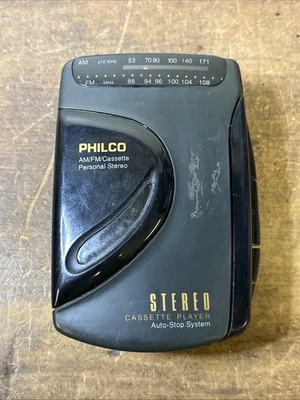 AM x10 KHz 53 70 80 100 140 171
FM MHz 88 94 96 100 104 108
PHILCO
AM/FM/Cassette
Personal Stereo
STEREO
CASSETTE PLAYER
Auto-Stop System